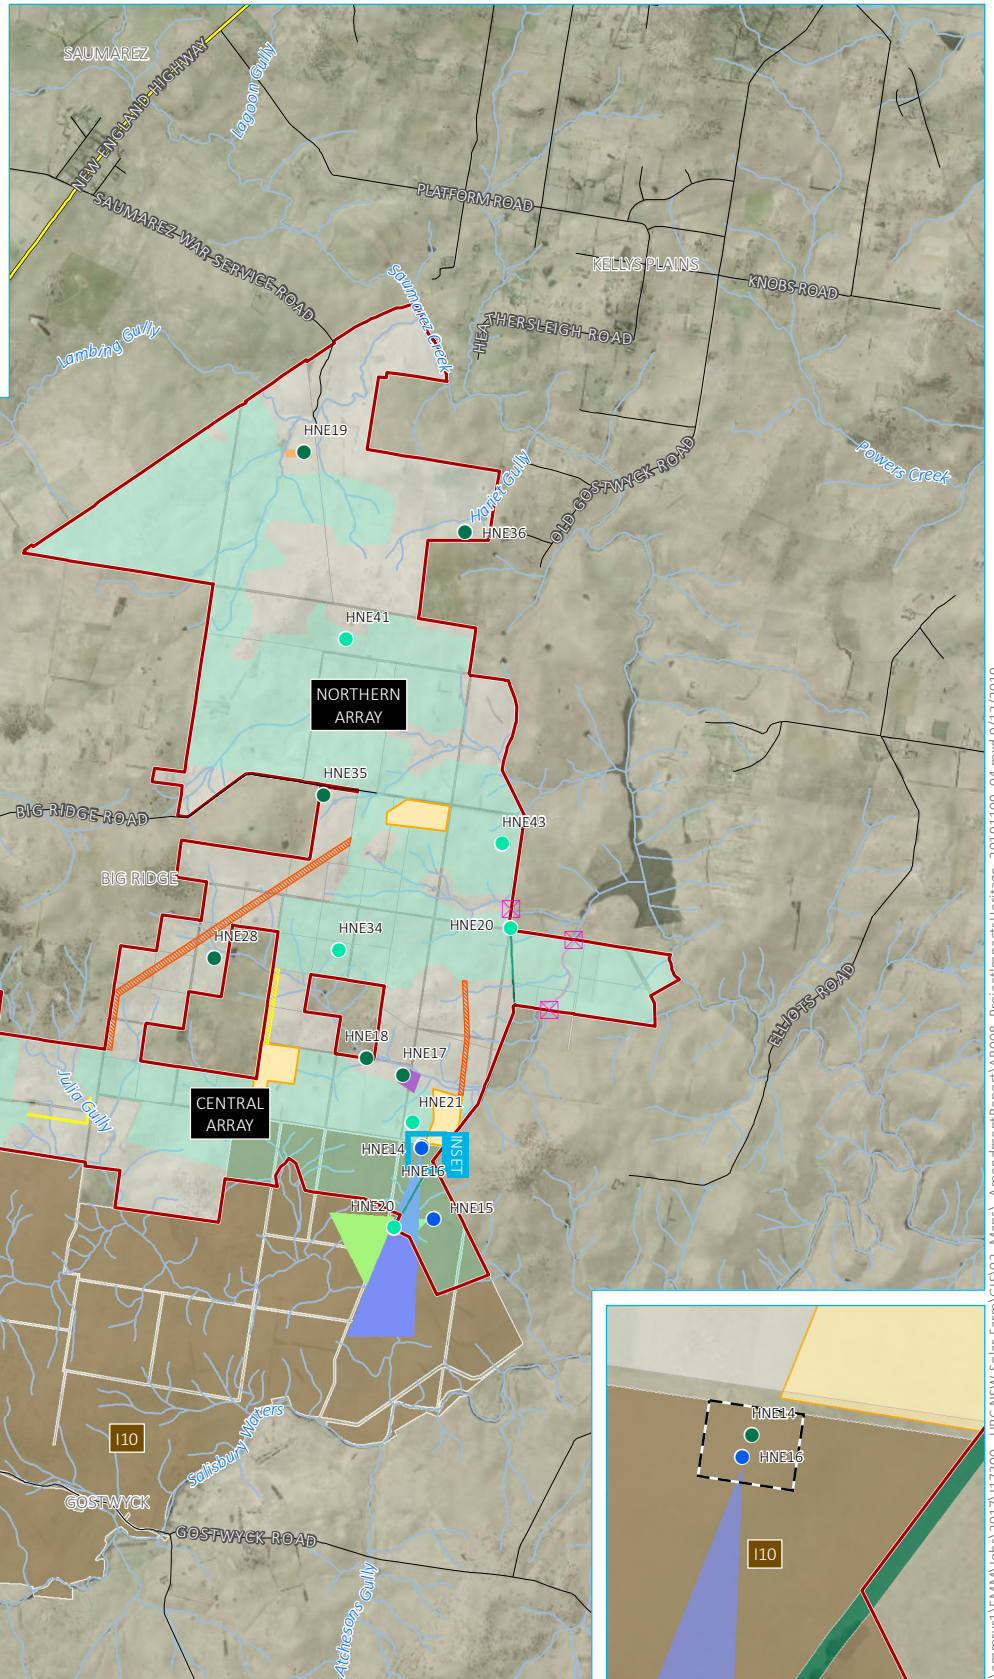 SAUMAREZ
NEW ENGLAND HIGHWAY
Lagoon Gully
PLATFORM ROAD
SAUMAREZ WAR SERVICE ROAD
KELLYS PLAINS
KNOBS ROAD
Saumarez Creek
HEATHERSLEIGH ROAD
Lambing Gully
HNE19
Powers Creek
Hariet Gully
OLD GOSTWYCK ROAD
HNE36
HNE41
NORTHERN
ARRAY
HNE35
BIG RIDGE ROAD
HNE43
BIG RIDGE
HNE20
HNE34
HNE28
ELLIOTS ROAD
HNE18
HNE17
Julia Gully
CENTRAL
ARRAY
HNE21
HNE14
INSET
HNE16
HNE20
HNE15
I10
Salisbury Waters
GOSTWYCK
GOSTWYCK ROAD
Atchesons Gully
HNE14
HNE16
I10